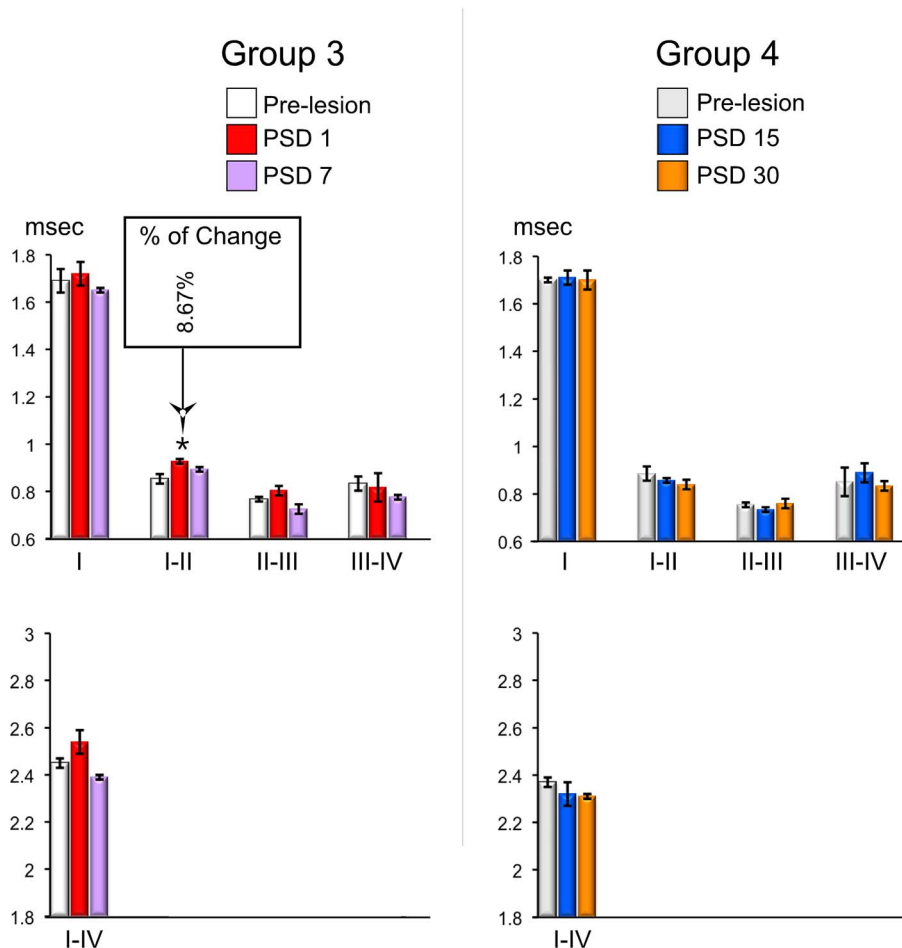 Group 3
Pre-lesion
PSD 1
PSD 7
msec
% of Change
8.67%
*
1.8
1.6
1.4
1.2
1
0.8
0.6
I I-II II-III III-IV
3
2.8
2.6
2.4
2.2
2
1.8
I-IV
Group 4
Pre-lesion
PSD 15
PSD 30
msec
1.8
1.6
1.4
1.2
1
0.8
0.6
I I-II II-III III-IV
3
2.8
2.6
2.4
2.2
2
1.8
I-IV